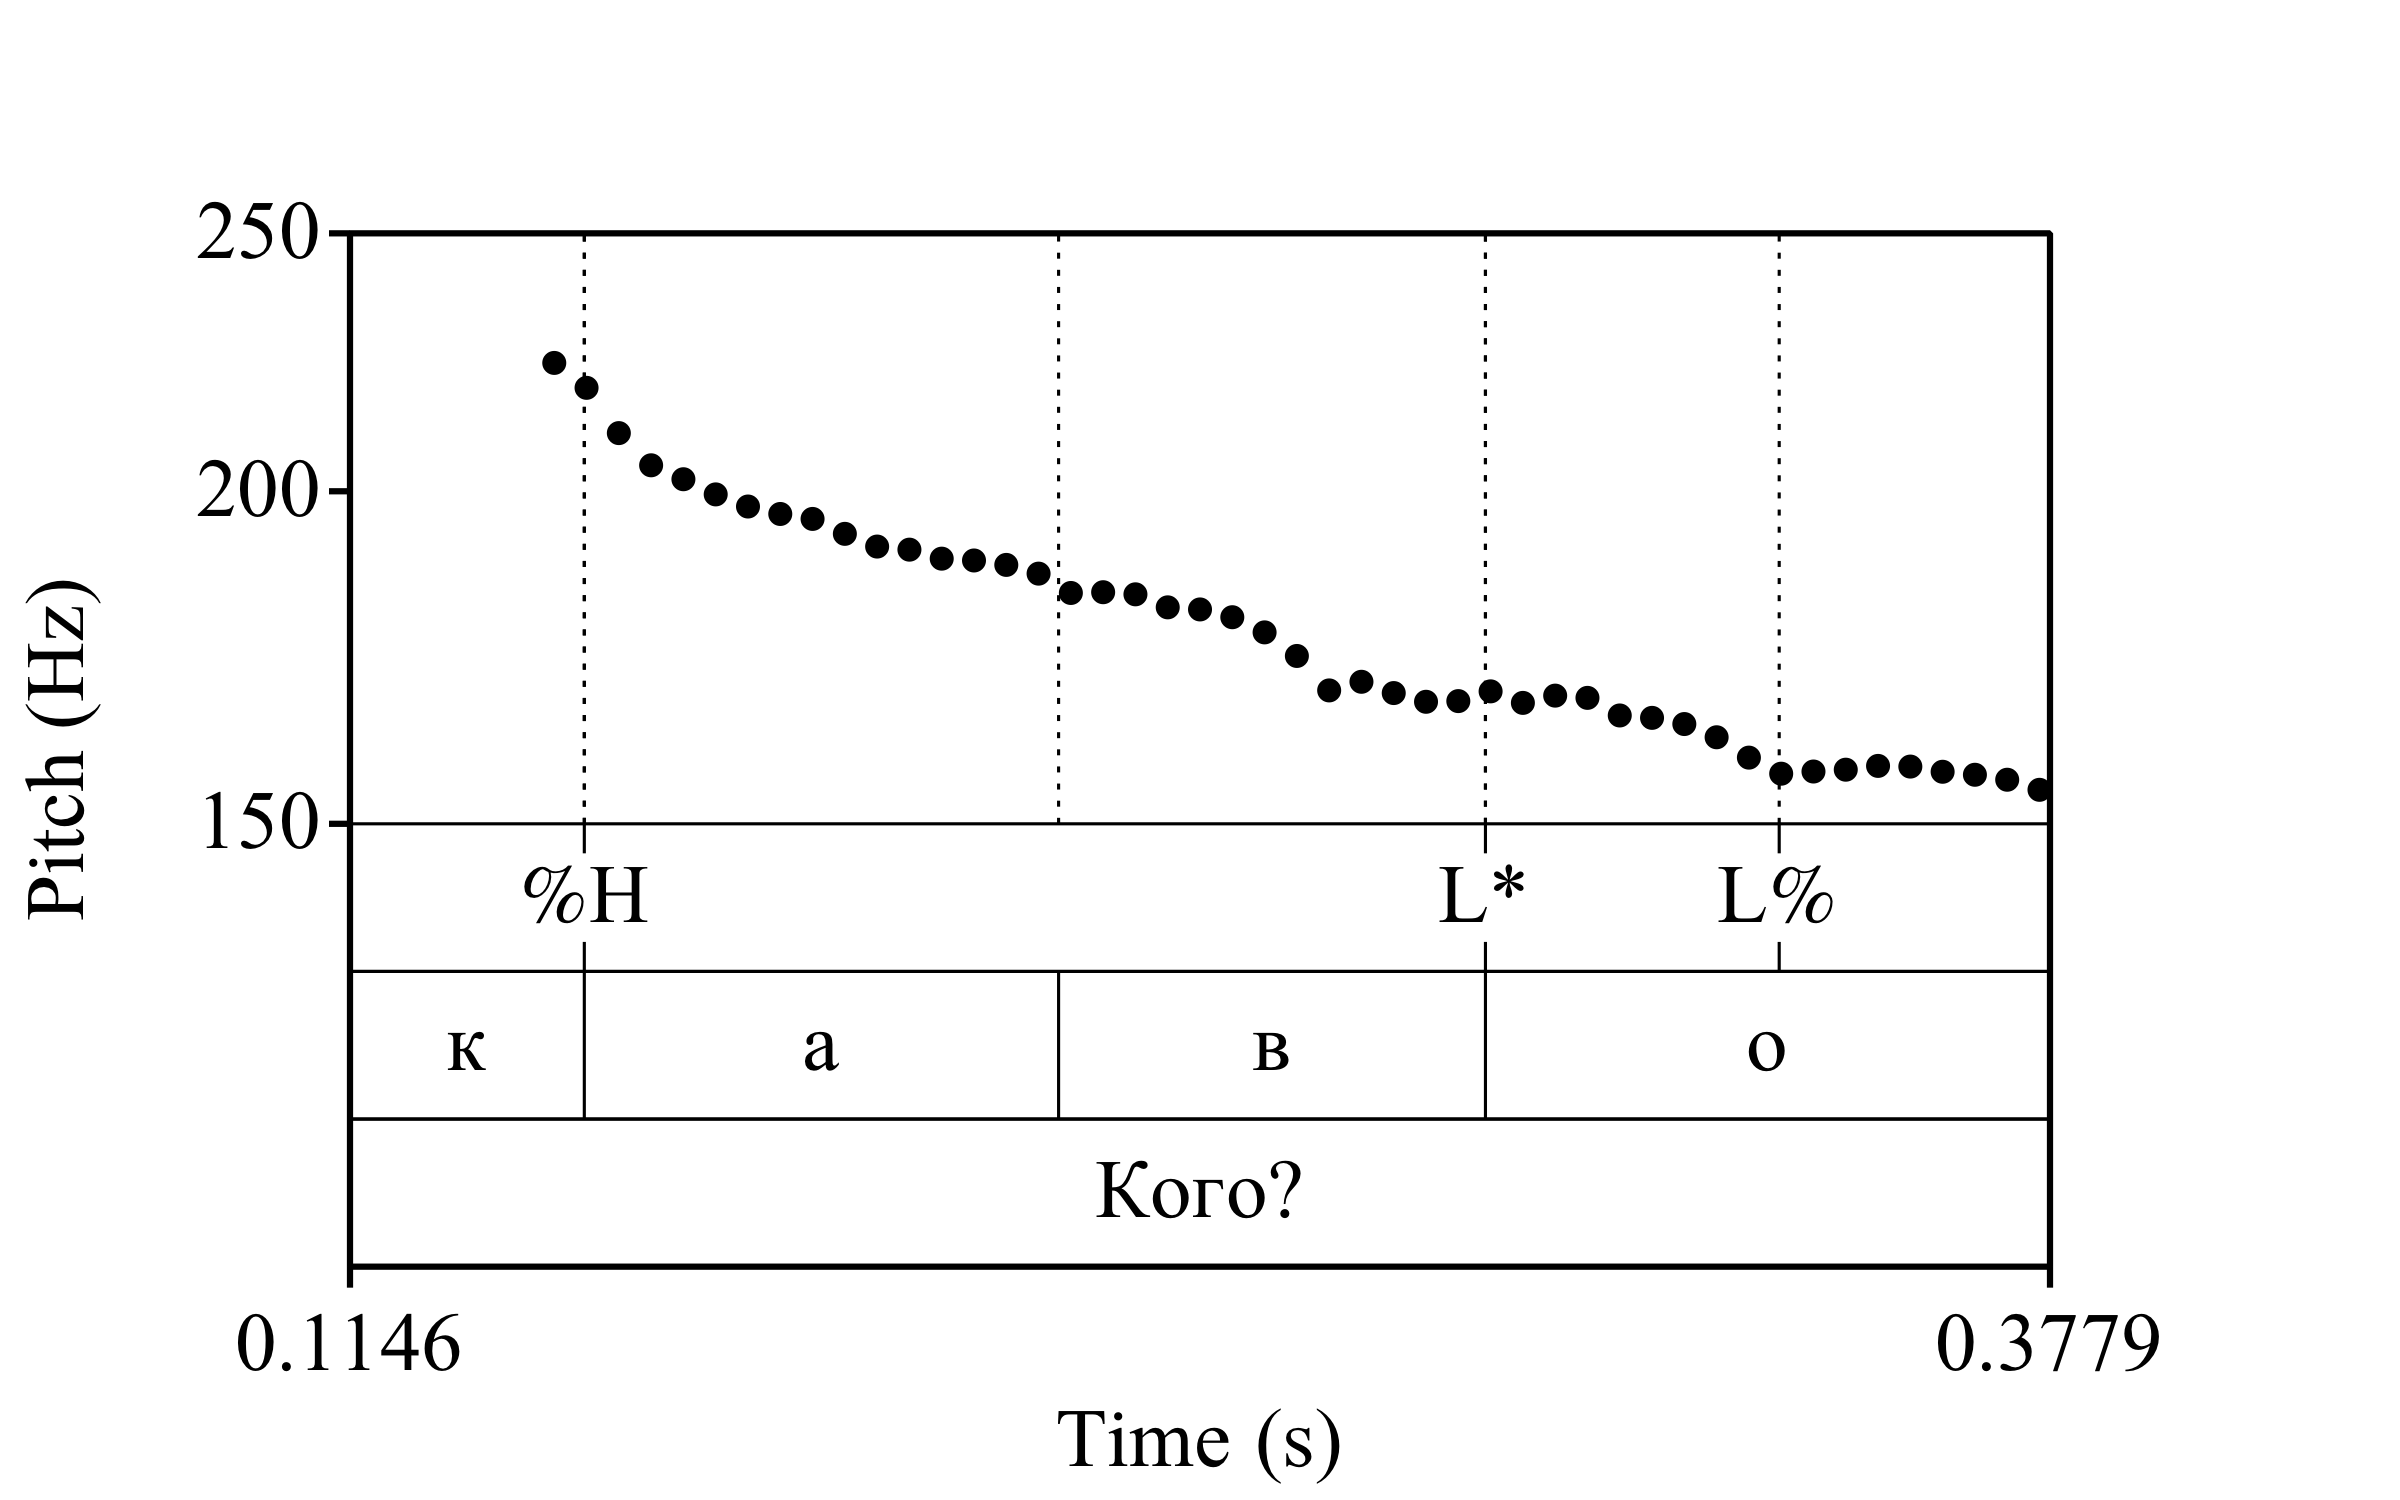 250
200
150
Pitch (Hz)
%H L* L%
к а в о
Кого?
0.1146 0.3779
Time (s)